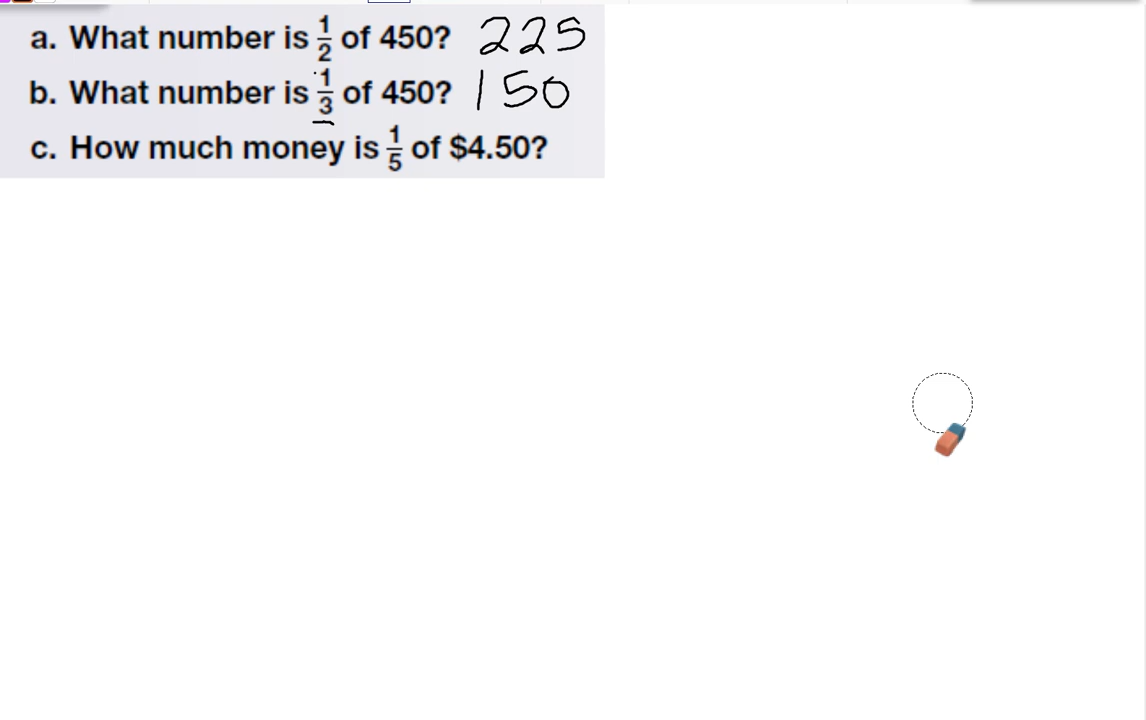 a. What number is 1/2 of 450? 225
b. What number is 1/3 of 450? 150
c. How much money is 1/5 of $4.50?